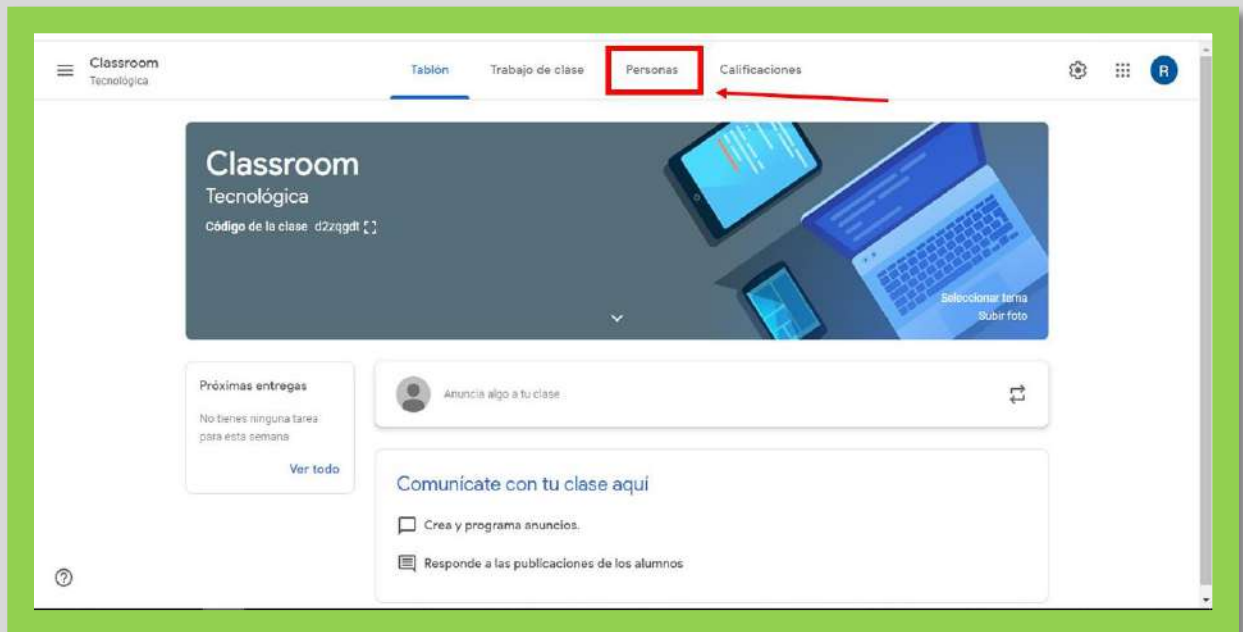 Classroom
Tecnológica
Tablón Trabajo de clase Personas Calificaciones
R
Classroom
Tecnológica
Código de la clase d2zqgdt
Seleccionar tema
Subir foto
Próximas entregas
No tienes ninguna tarea
para esta semana
Ver todo
Anuncia algo a tu clase
Comunícate con tu clase aquí
Crea y programa anuncios.
Responde a las publicaciones de los alumnos